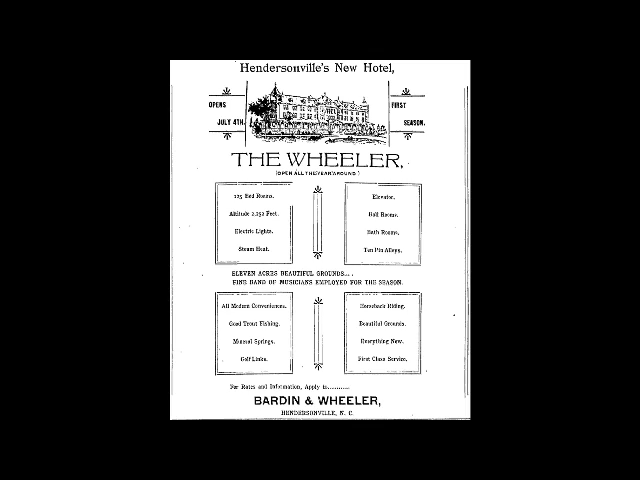 Hendersonville's New Hotel,
OPENS
JULY 4TH.
FIRST
SEASON.
THE WHEELER,
(OPEN ALL THE YEAR AROUND)
125 Bed Rooms.
Altitude 2,252 Feet.
Electric Lights.
Steam Heat.
Elevator.
Ball Rooms.
Bath Rooms.
Ten Pin Alleys.
ELEVEN ACRES BEAUTIFUL GROUNDS....
FINE BAND OF MUSICIANS EMPLOYED FOR THE SEASON.
All Modern Conveniences.
Good Trout Fishing.
Mineral Springs.
Golf Links.
Horseback Riding.
Beautiful Grounds.
Everything New.
First Class Service.
For Rates and Information, Apply to...........
BARDIN & WHEELER,
HENDERSONVILLE, N. C.